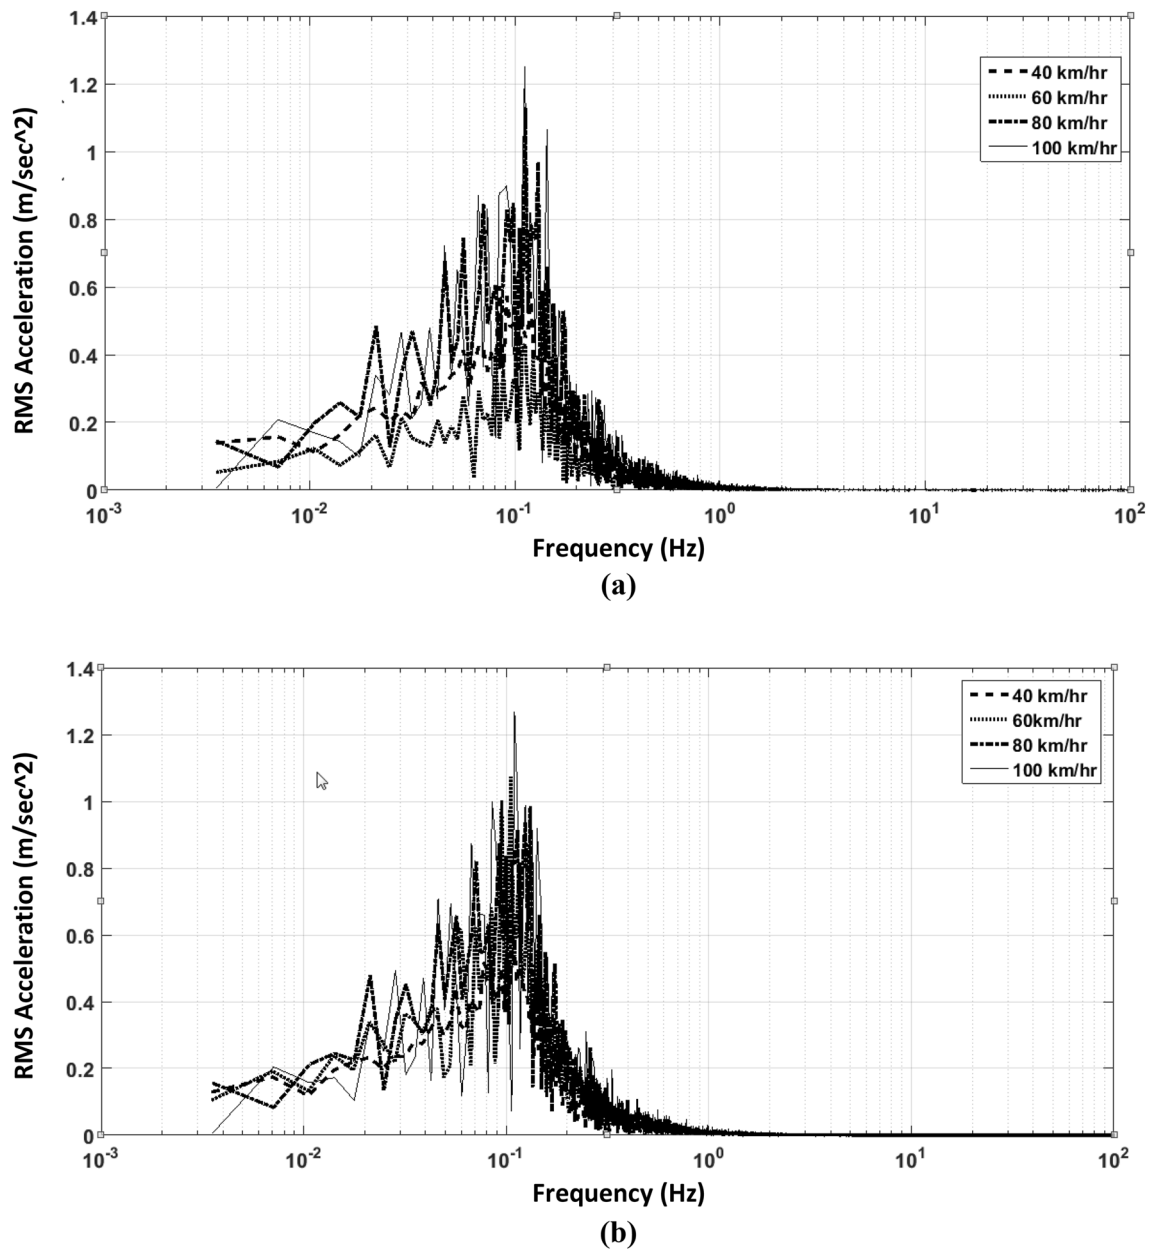 1.4
1.2
1
0.8
0.6
0.4
0.2
0
RMS Acceleration (m/sec^2)
40 km/hr
60 km/hr
80 km/hr
100 km/hr
10^-3 10^-2 10^-1 10^0 10^1 10^2
Frequency (Hz)
(a)
1.4
1.2
1
0.8
0.6
0.4
0.2
0
RMS Acceleration (m/sec^2)
40 km/hr
60km/hr
80 km/hr
100 km/hr
10^-3 10^-2 10^-1 10^0 10^1 10^2
Frequency (Hz)
(b)